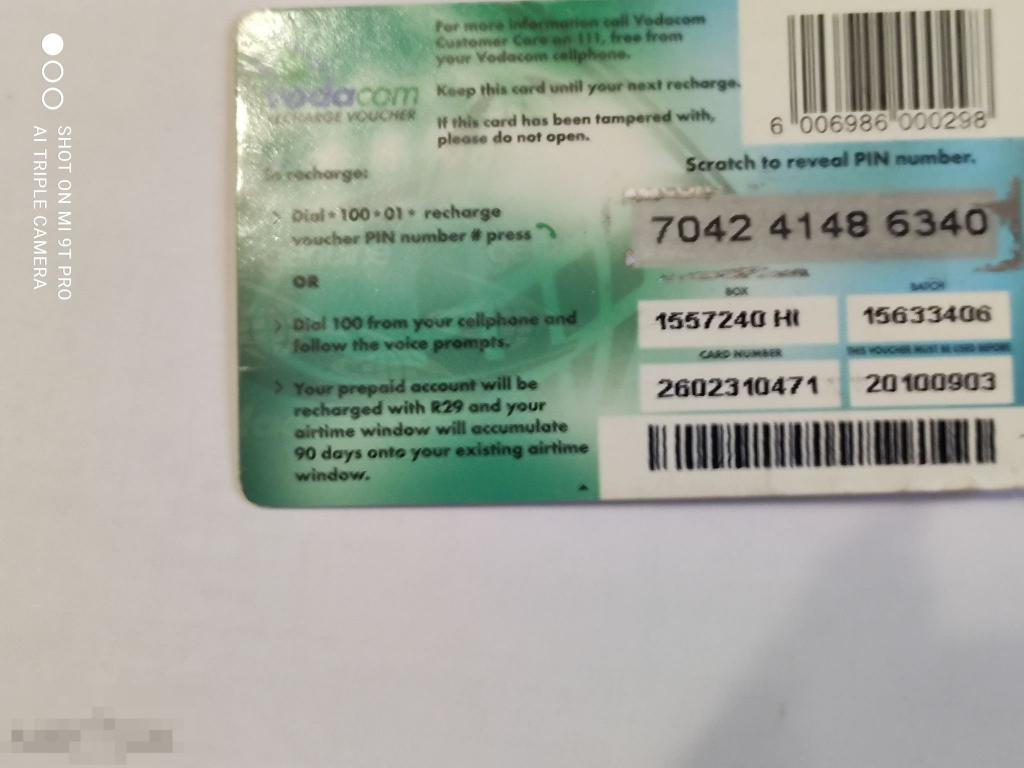 For more information call Vodacom
Customer Care on 111, free from
your Vodacom cellphone.
Keep this card until your next recharge.
If this card has been tampered with,
please do not open.
vodacom
RECHARGE VOUCHER
6 006986 000298
Scratch to reveal PIN number.
7042 4148 6340
To recharge:
Dial*100*01* recharge
voucher PIN number # press
OR
Dial 100 from your cellphone and
follow the voice prompts.
Your prepaid account will be
recharged with R29 and your
airtime window will accumulate
90 days onto your existing airtime
window.
BOX
1557240 HI
BATCH
15633406
CARD NUMBER
2602310471
THIS VOUCHER MUST BE USED BEFORE
20100903
SHOT ON MI 9T PRO
AI TRIPLE CAMERA